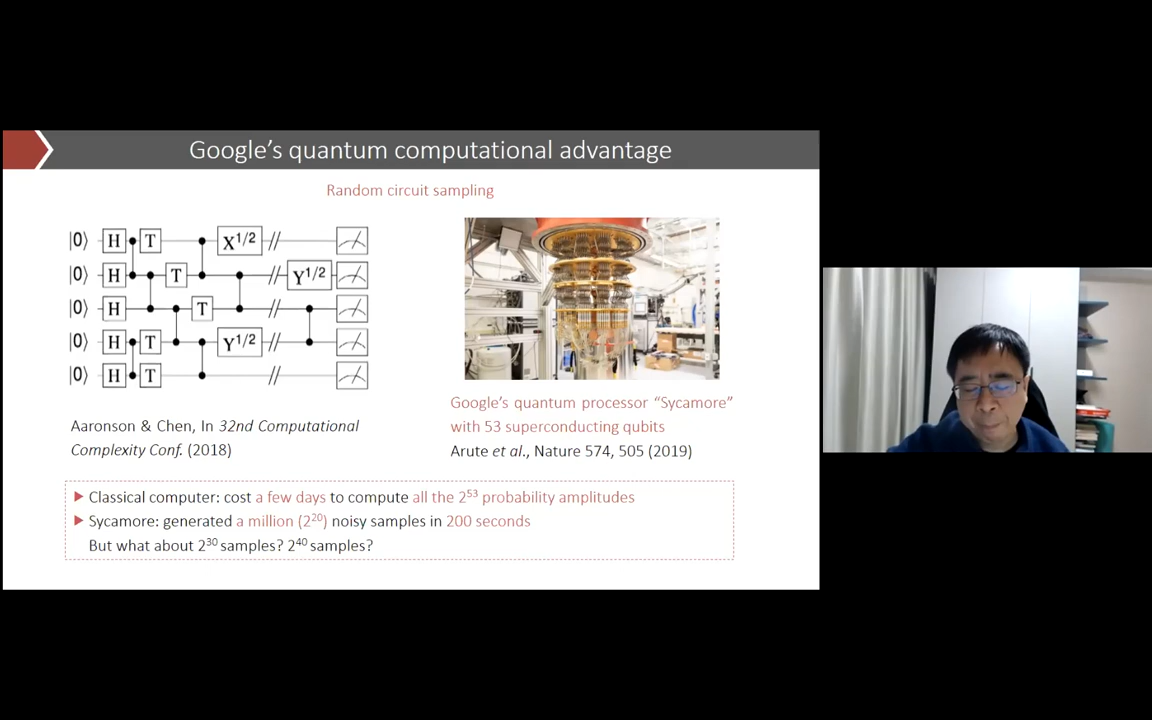 Google's quantum computational advantage
Random circuit sampling
|0⟩ H T X^1/2 //
|0⟩ H T // Y^1/2
|0⟩ H T //
|0⟩ H T Y^1/2 //
|0⟩ H T //
Aaronson & Chen, In 32nd Computational
Complexity Conf. (2018)
Google's quantum processor “Sycamore”
with 53 superconducting qubits
Arute et al., Nature 574, 505 (2019)
Classical computer: cost a few days to compute all the 2^53 probability amplitudes
Sycamore: generated a million (2^20) noisy samples in 200 seconds
But what about 2^30 samples? 2^40 samples?